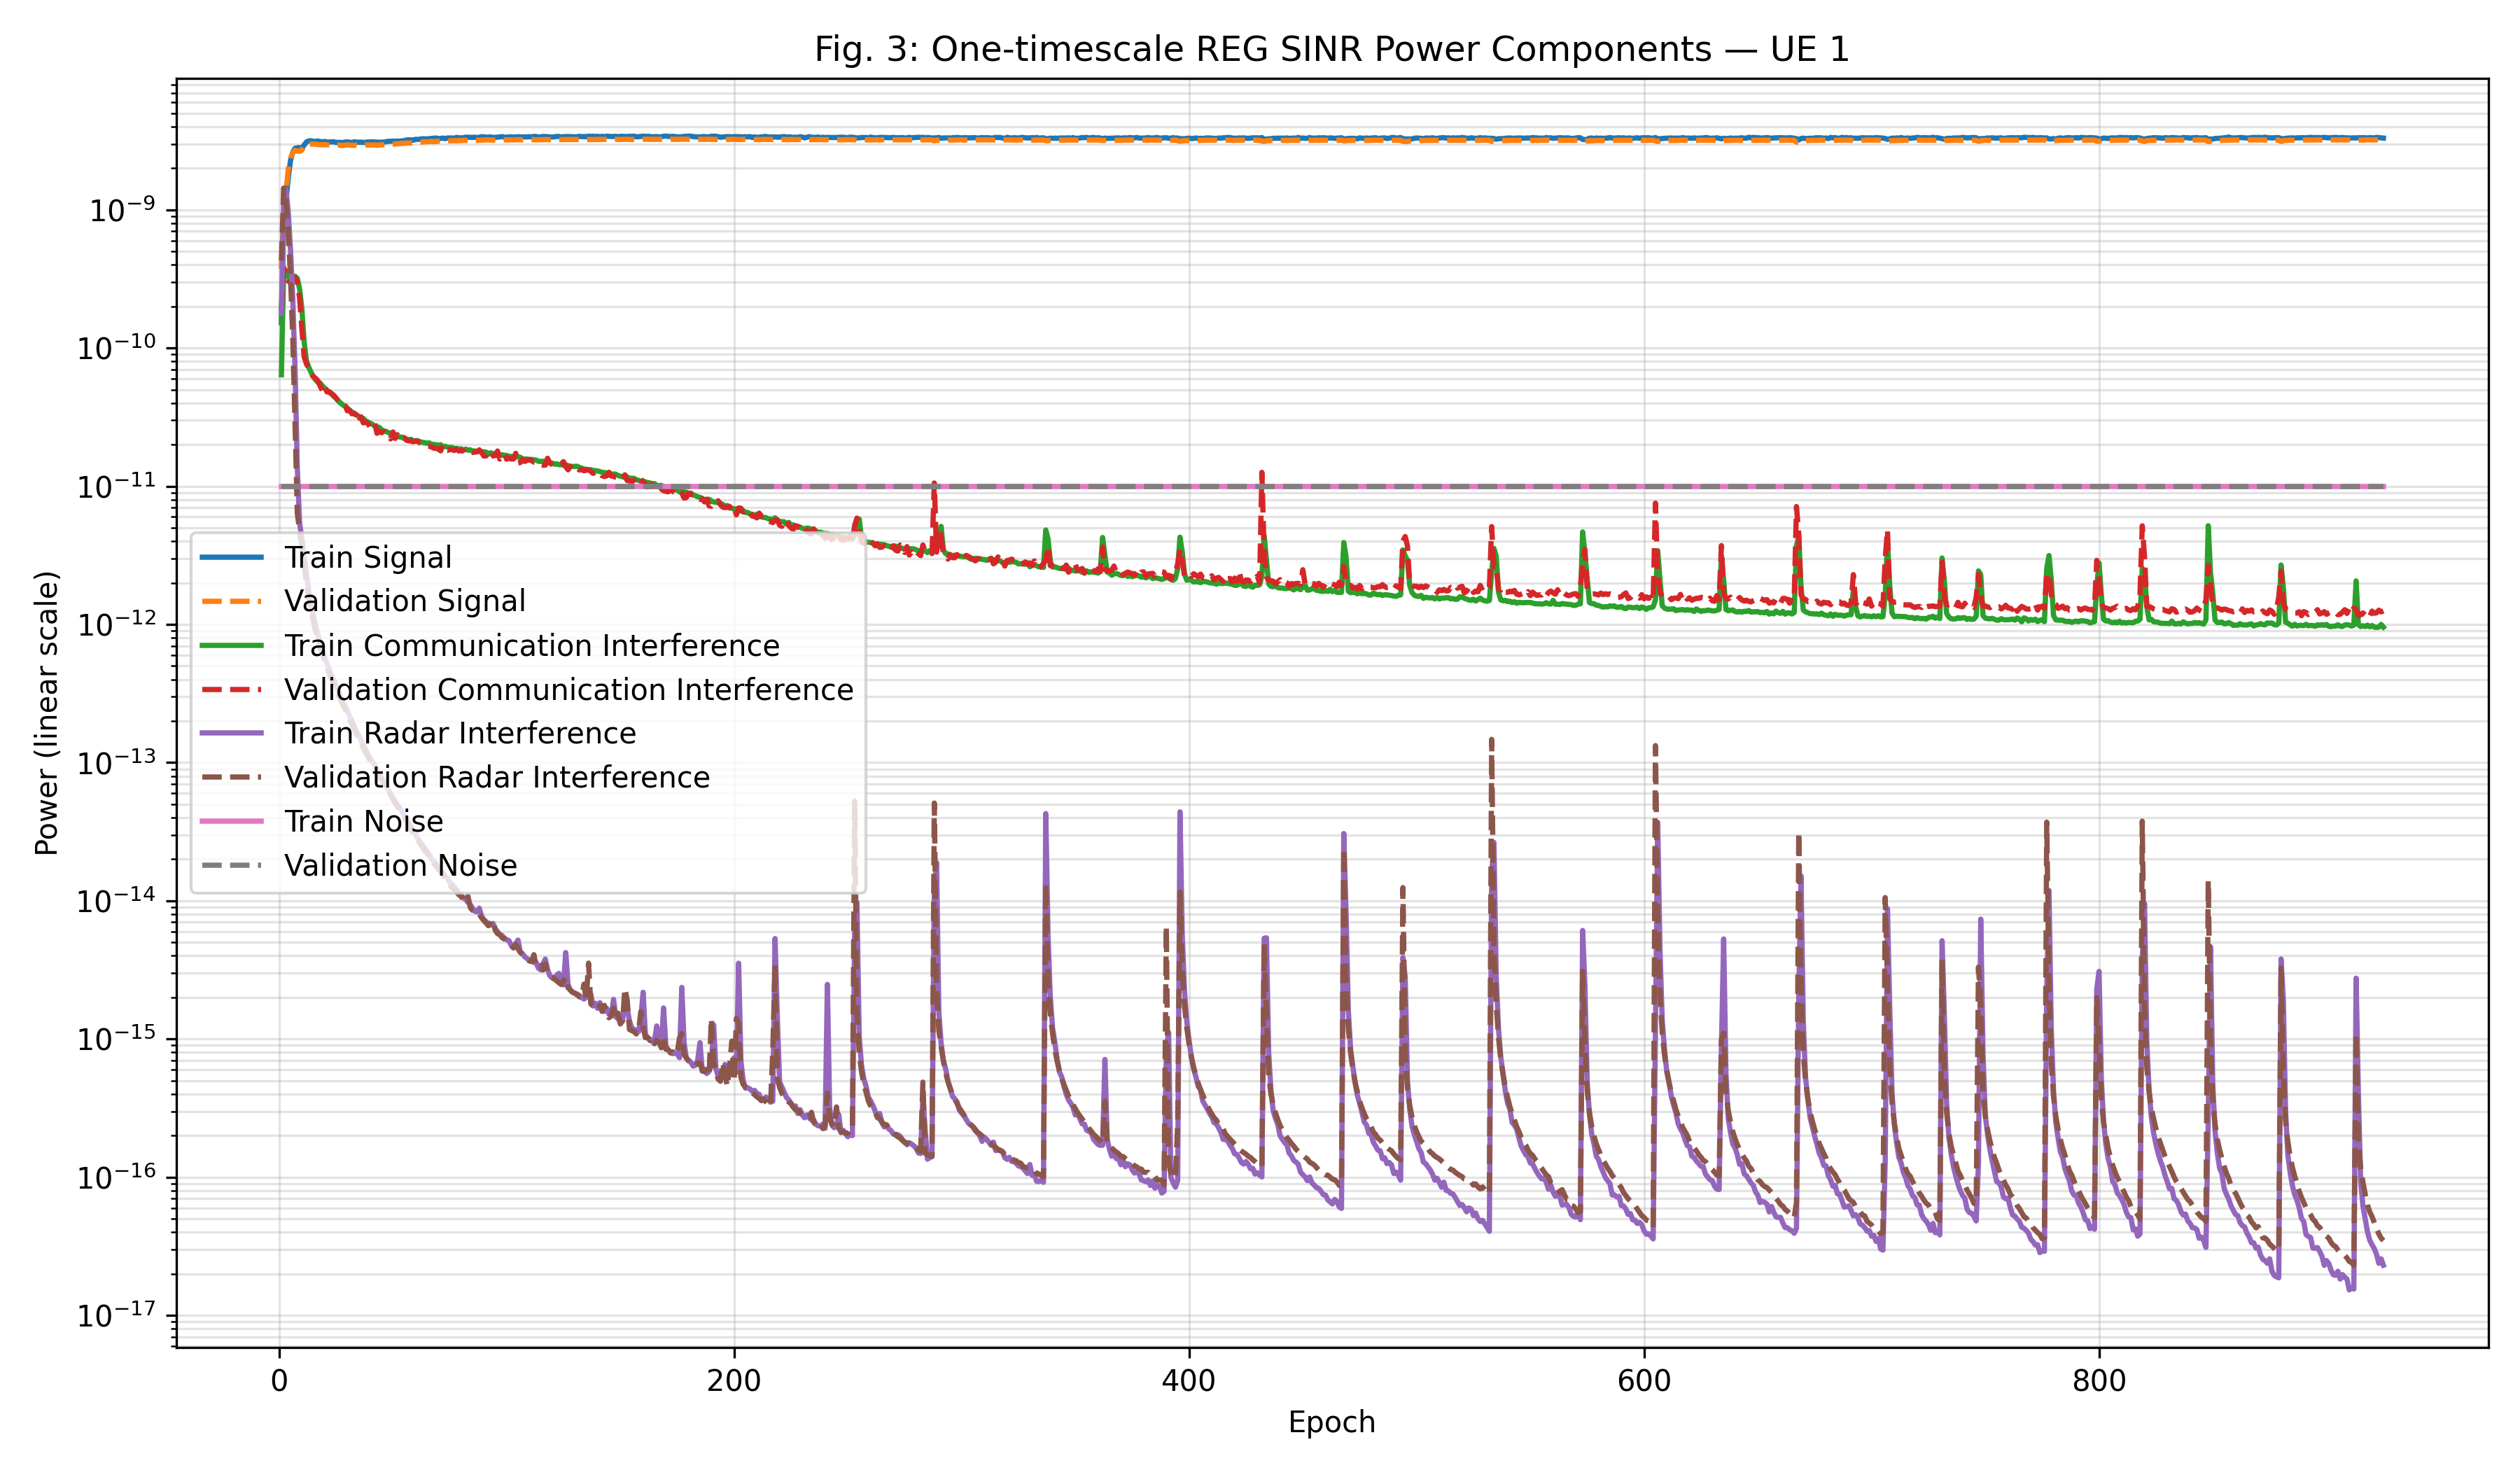 Fig. 3: One-timescale REG SINR Power Components — UE 1
Power (linear scale)
10⁻⁹
10⁻¹⁰
10⁻¹¹
10⁻¹²
10⁻¹³
10⁻¹⁴
10⁻¹⁵
10⁻¹⁶
10⁻¹⁷
Train Signal
Validation Signal
Train Communication Interference
Validation Communication Interference
Train Radar Interference
Validation Radar Interference
Train Noise
Validation Noise
0 200 400 600 800
Epoch